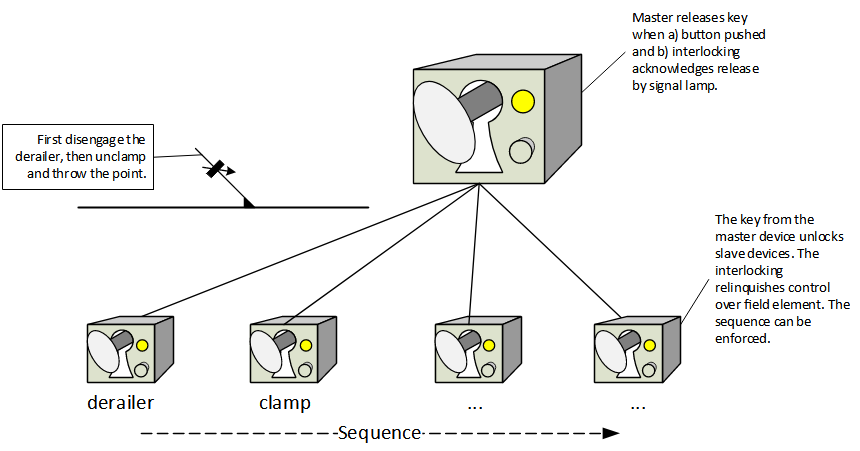 Master releases key
when a) button pushed
and b) interlocking
acknowledges release
by signal lamp.
First disengage the
derailer, then unclamp
and throw the point.
The key from the
master device unlocks
slave devices. The
interlocking
relinquishes control
over field element. The
sequence can be
enforced.
derailer
clamp
...
...
Sequence